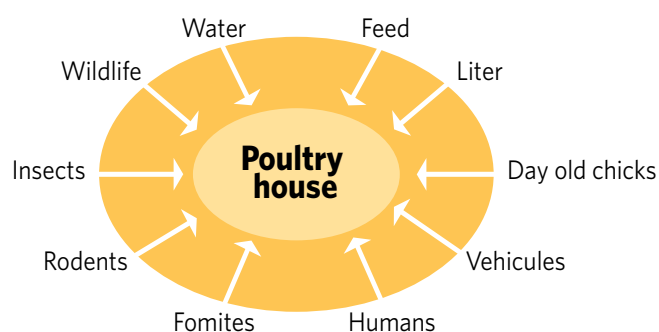 Water
Feed
Wildlife
Liter
Poultry
house
Insects
Day old chicks
Rodents
Vehicules
Fomites
Humans